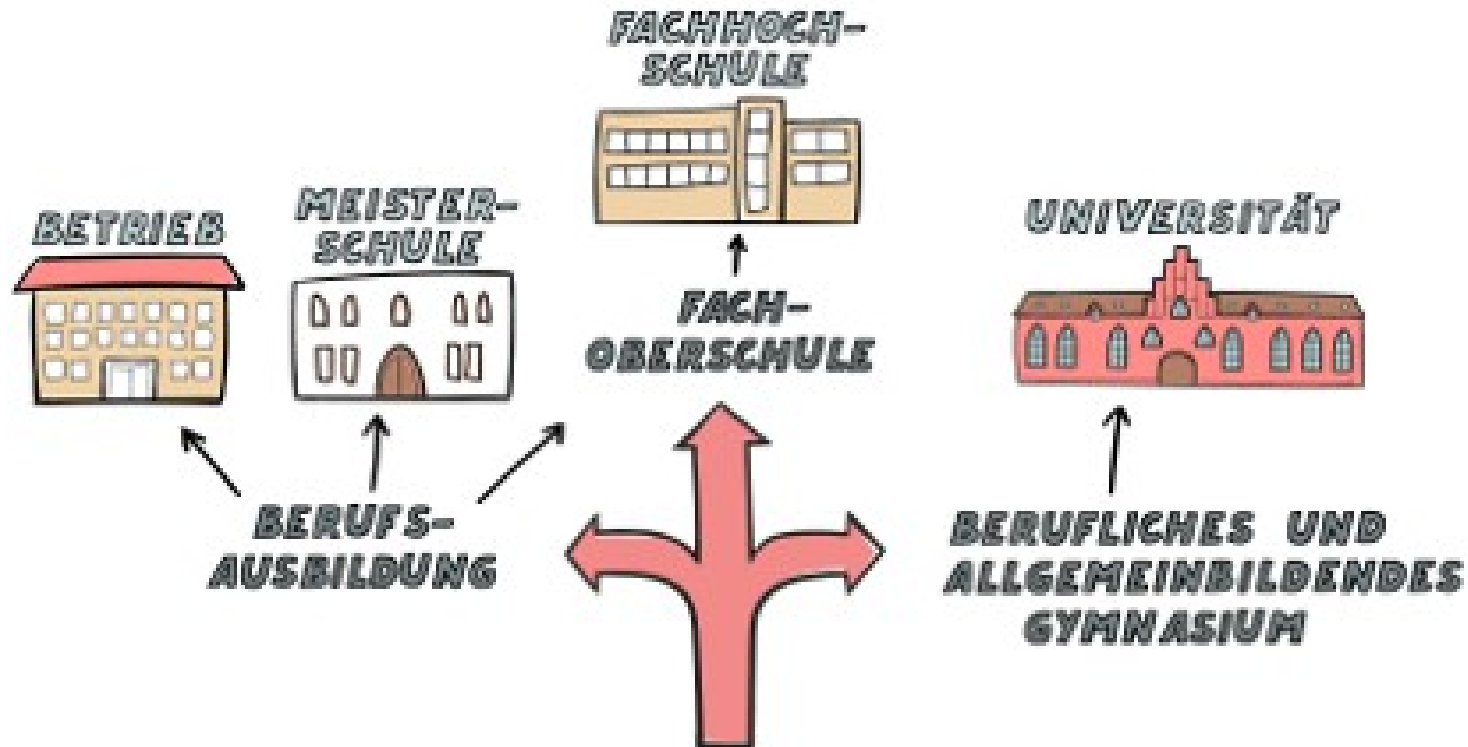 FACHHOCH-
SCHULE
BETRIEB
MEISTER-
SCHULE
UNIVERSITÄT
FACH-
OBERSCHULE
BERUFS-
AUSBILDUNG
BERUFLICHES UND
ALLGEMEINBILDENDES
GYMNASIUM